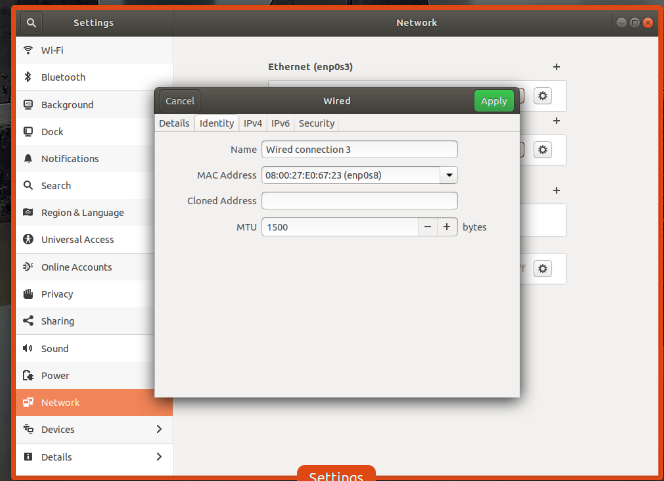 Settings
Network
Wi-Fi
Bluetooth
Background
Dock
Notifications
Search
Region & Language
Universal Access
Online Accounts
Privacy
Sharing
Sound
Power
Network
Devices
Details
Ethernet (enp0s3)
Cancel
Wired
Apply
Details Identity IPv4 IPv6 Security
Name Wired connection 3
MAC Address 08:00:27:E0:67:23 (enp0s8)
Cloned Address
MTU 1500 − + bytes
Settings